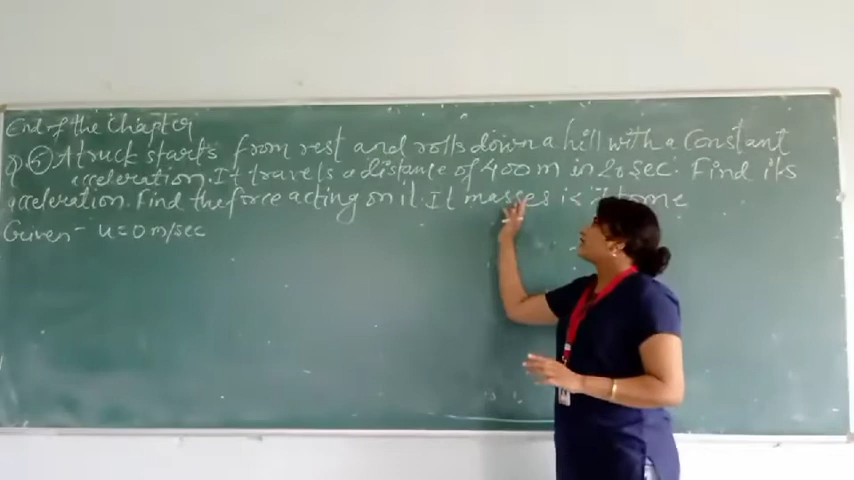 End of the Chapter
Q ⑤ A truck starts from rest and rolls down a hill with a Constant
acceleration. It travels a distance of 400 m in 20 sec. Find its
acceleration. Find the force acting on it. It masses is
Given - u = 0 m/sec